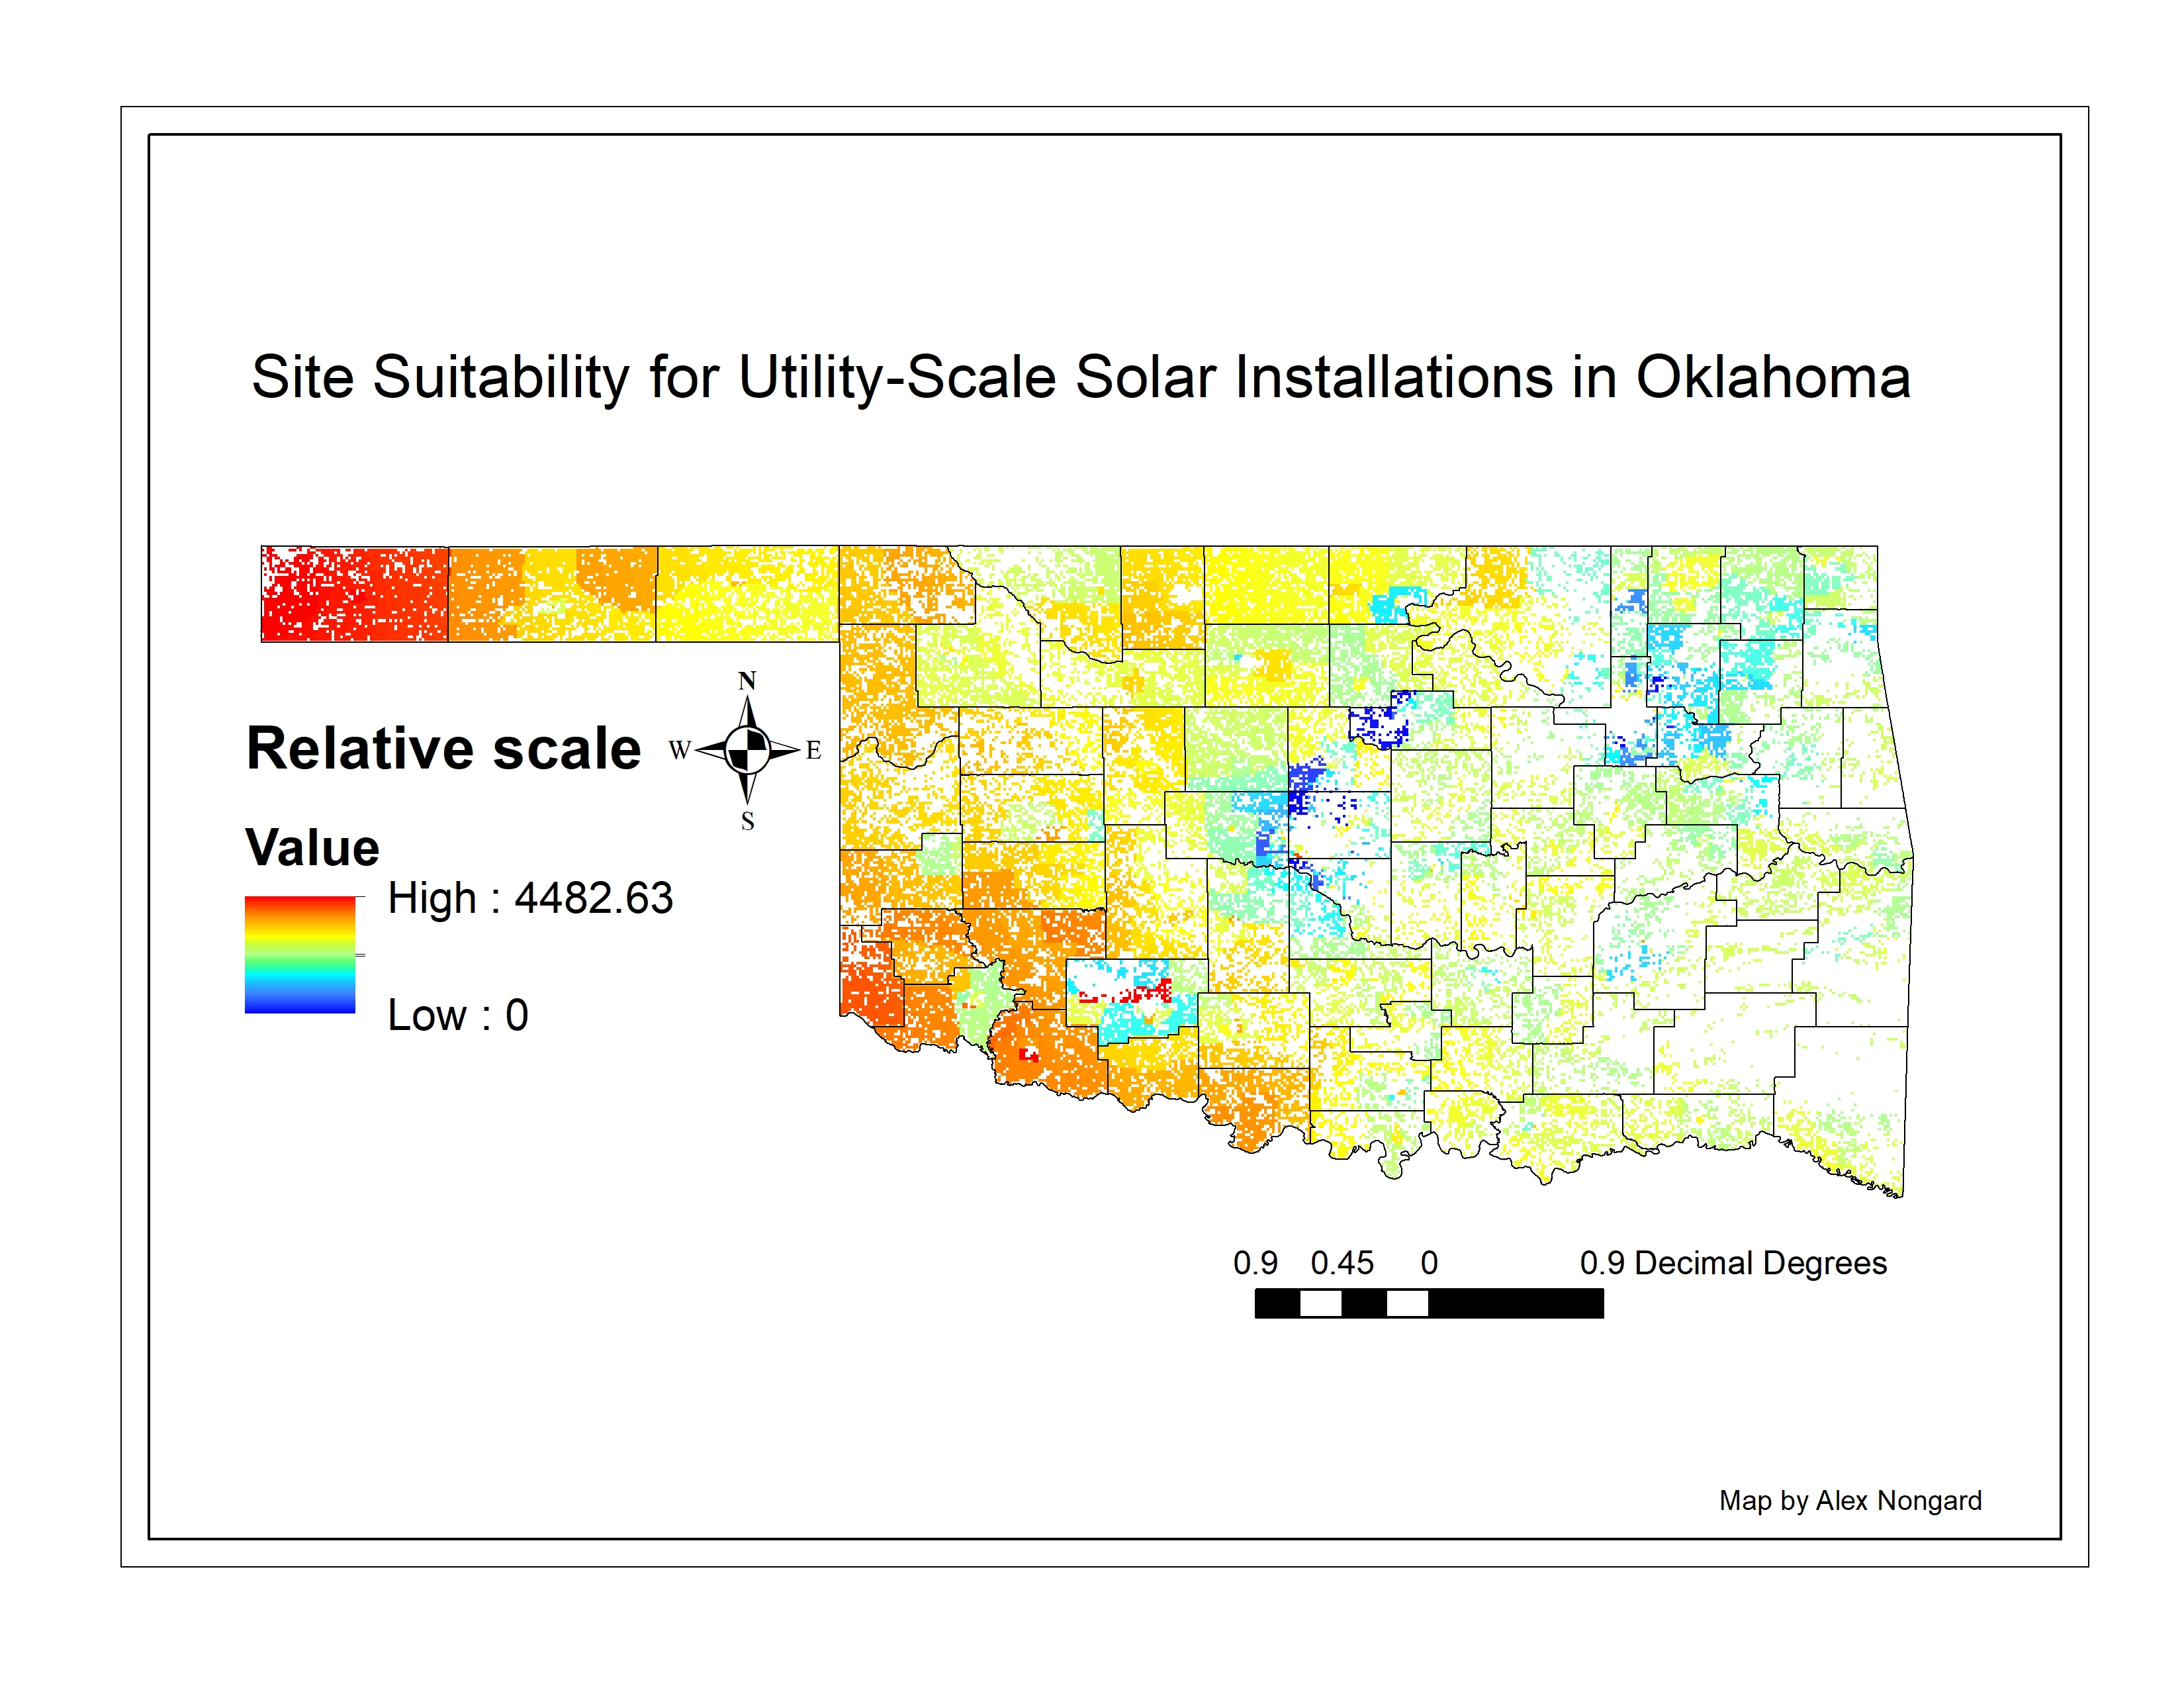 Site Suitability for Utility-Scale Solar Installations in Oklahoma
N
W E
S
Relative scale
Value
High : 4482.63
Low : 0
0.9 0.45 0 0.9 Decimal Degrees
Map by Alex Nongard